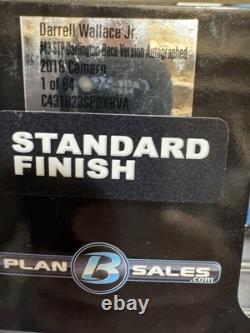 Darrell Wallace Jr.
#43 STP Darlington Race Version Autographed
2018 Camaro
1 of 84
STANDARD
FINISH
PLAN B SALES
.com